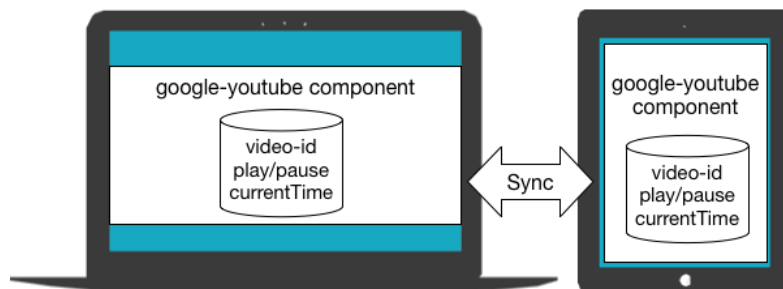 google-youtube component
video-id
play/pause
currentTime
Sync
google-youtube
component
video-id
play/pause
currentTime